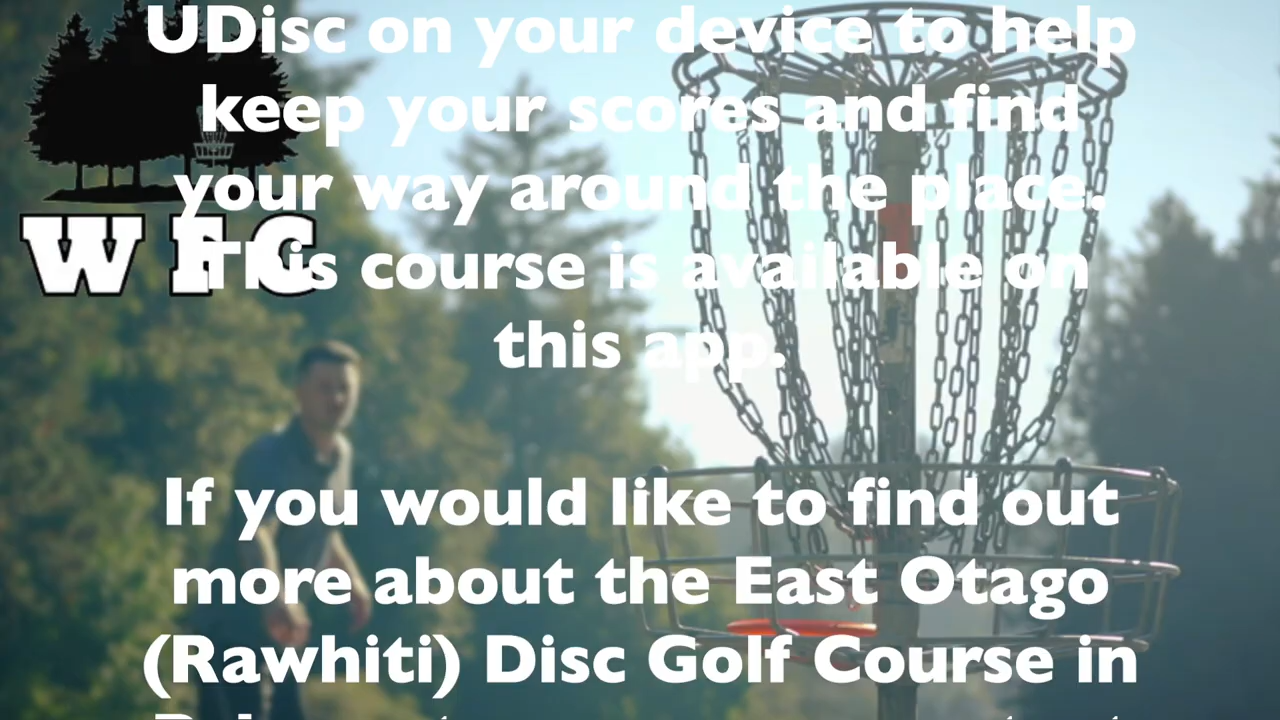 UDisc on your device to help
keep your scores and find
your way around the place.
W F G
This course is available on
this app.
If you would like to find out
more about the East Otago
(Rawhiti) Disc Golf Course in